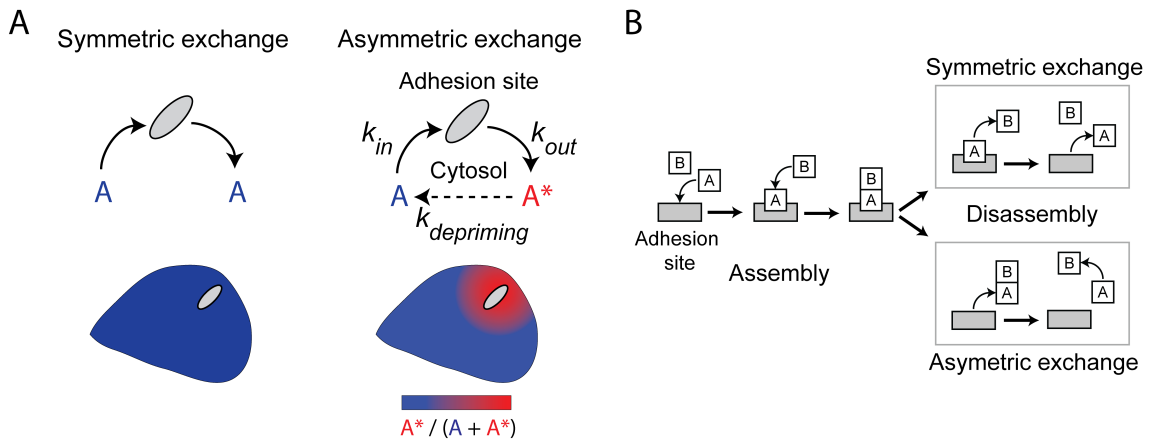 A
Symmetric exchange
A
A
Asymmetric exchange
Adhesion site
k_in
k_out
Cytosol
A
A*
k_depriming
A* / (A + A*)
B
Adhesion
site
B
A
B
A
B
A
Assembly
Symmetric exchange
B
A
B
A
Disassembly
B
A
B
A
Asymetric exchange